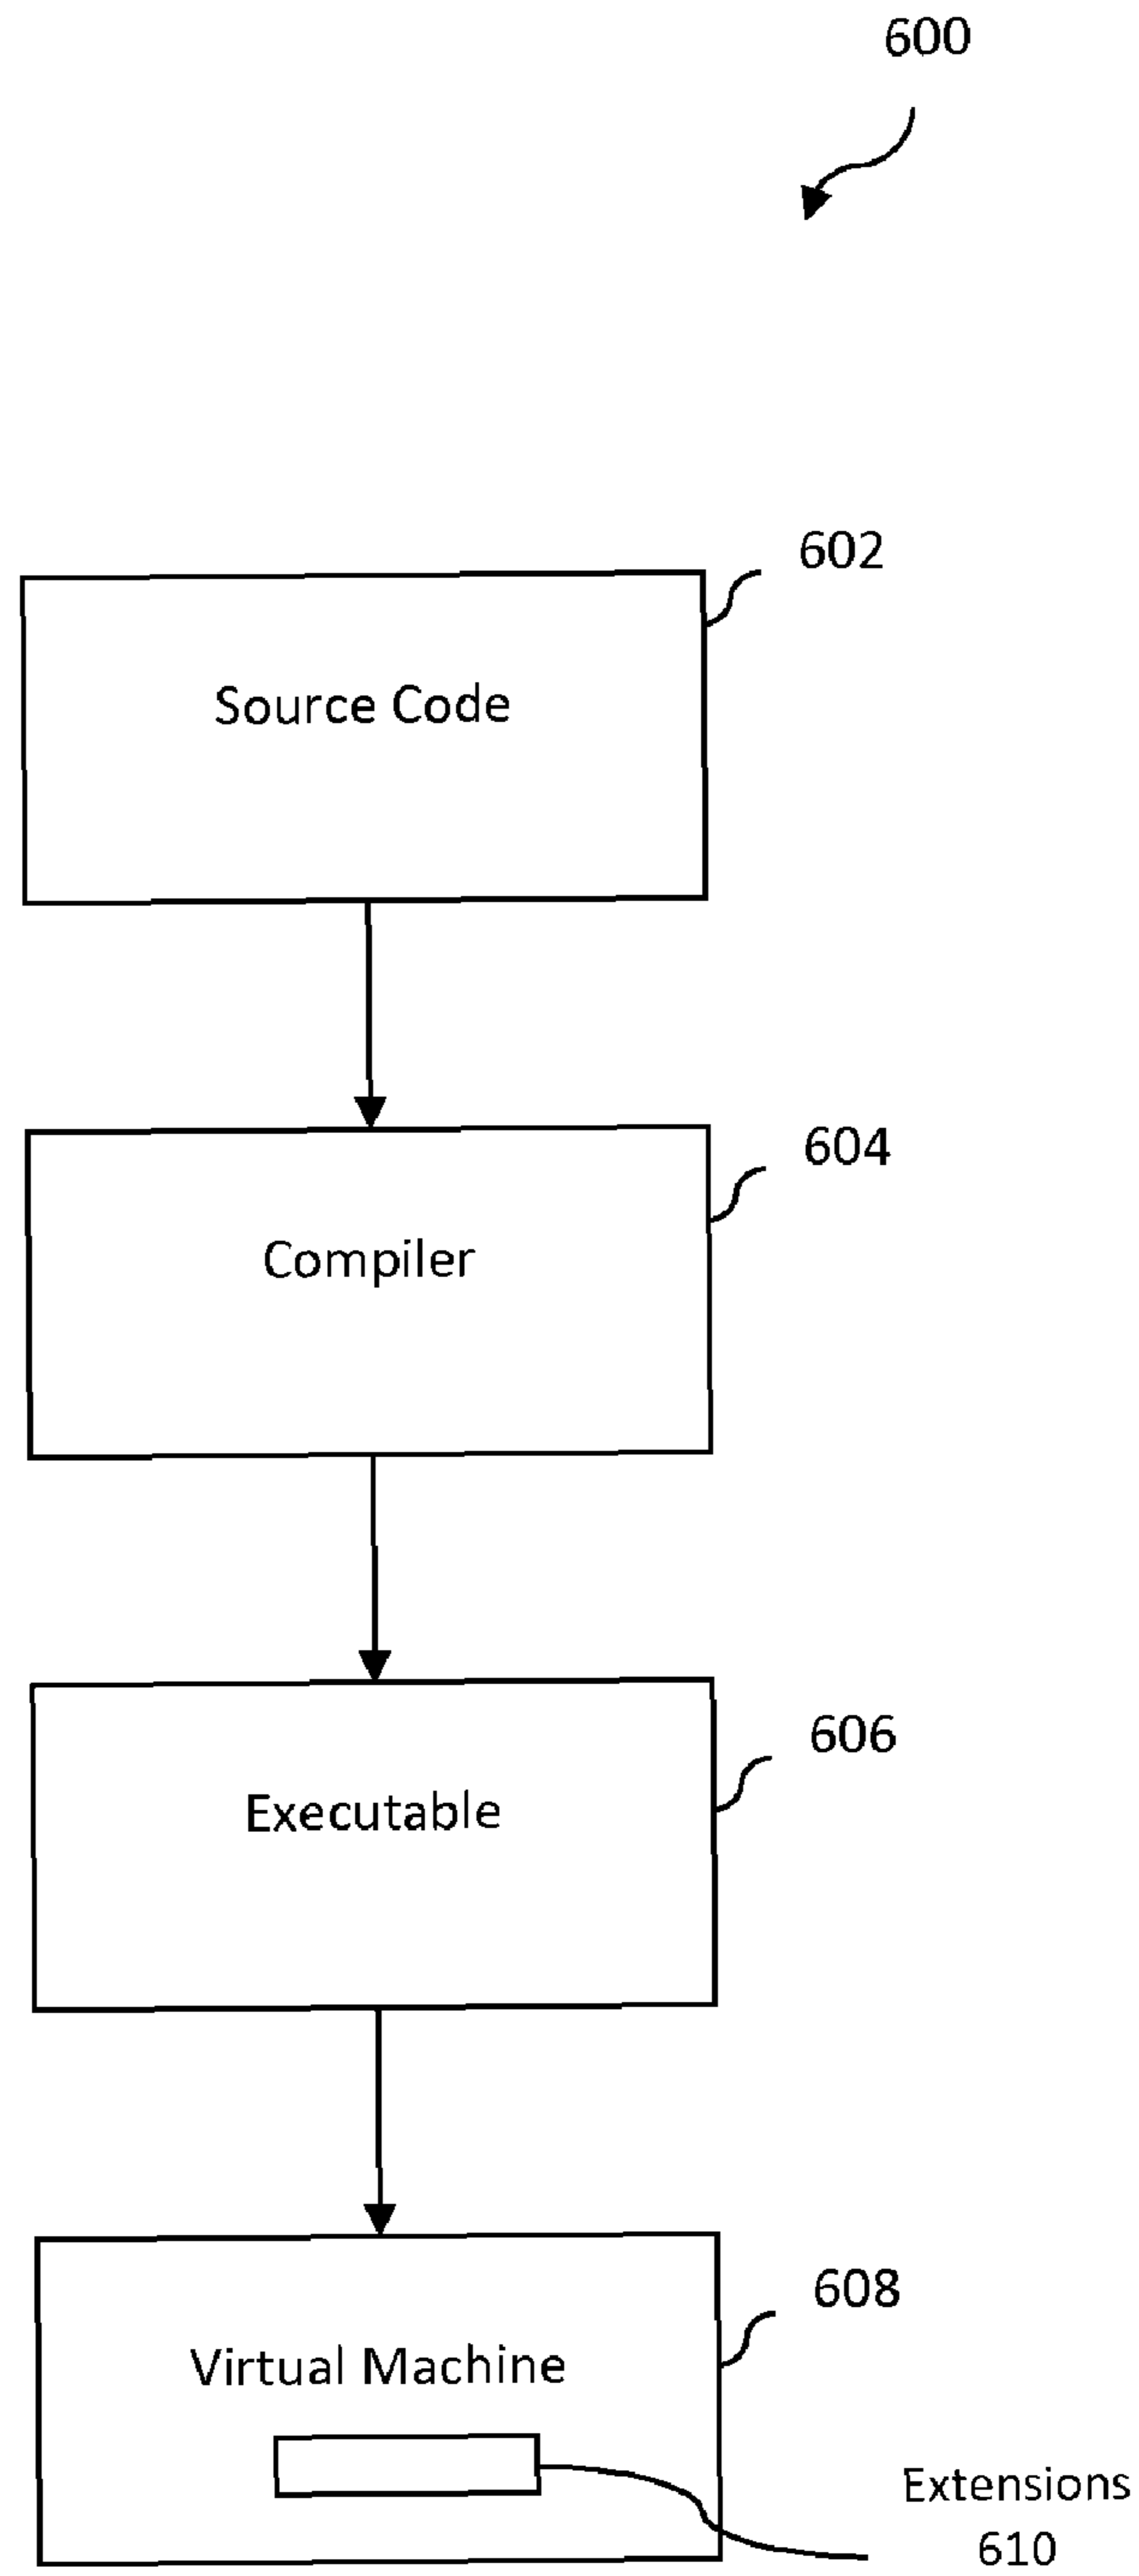 600
602
Source Code
604
Compiler
606
Executable
608
Virtual Machine
Extensions
610